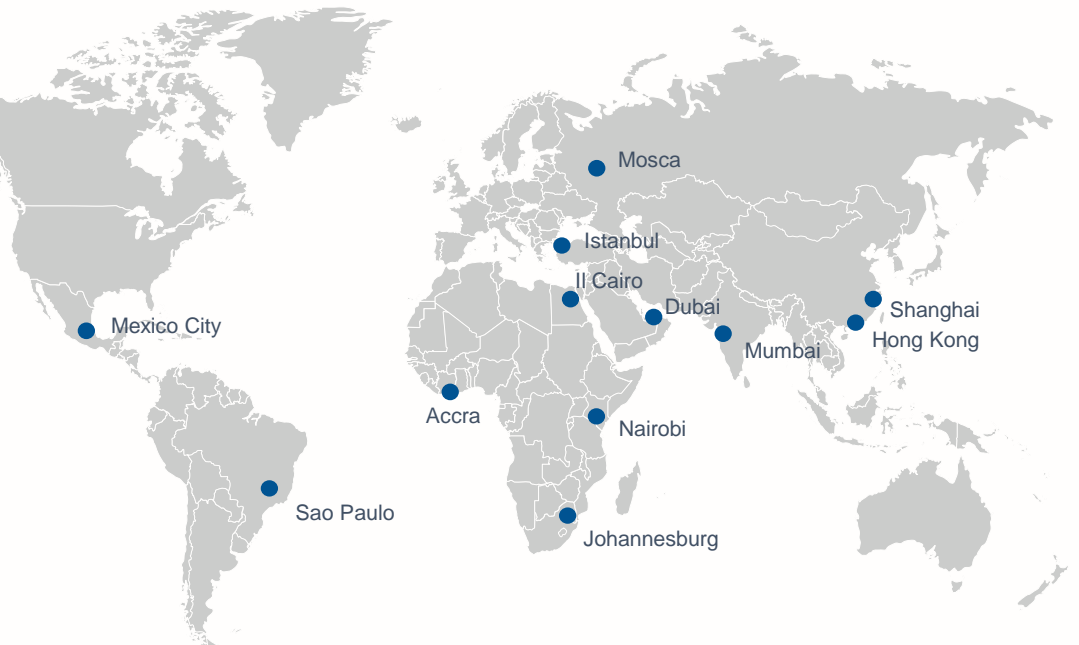 Mosca
Istanbul
Il Cairo
Dubai
Shanghai
Mexico City
Hong Kong
Mumbai
Accra
Nairobi
Sao Paulo
Johannesburg